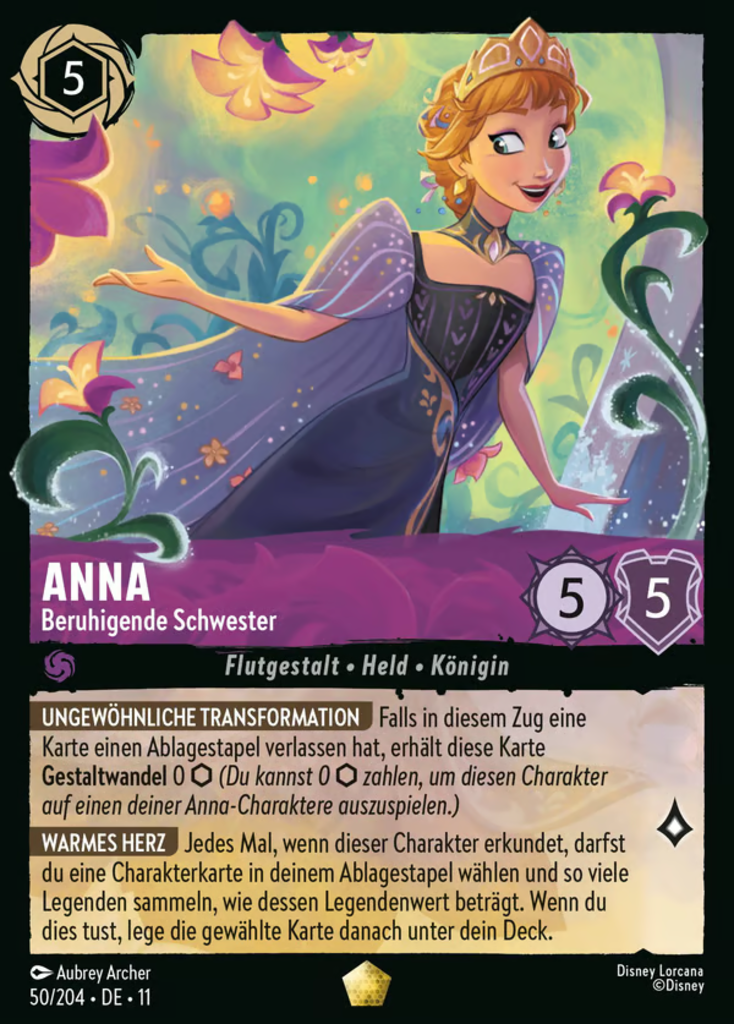 5
ANNA
Beruhigende Schwester
5 5
Flutgestalt • Held • Königin
UNGEWÖHNLICHE TRANSFORMATION Falls in diesem Zug eine
Karte einen Ablagestapel verlassen hat, erhält diese Karte
Gestaltwandel 0 ⬡ (Du kannst 0 ⬡ zahlen, um diesen Charakter
auf einen deiner Anna-Charaktere auszuspielen.)
WARMES HERZ Jedes Mal, wenn dieser Charakter erkundet, darfst
du eine Charakterkarte in deinem Ablagestapel wählen und so viele
Legenden sammeln, wie dessen Legendenwert beträgt. Wenn du
dies tust, lege die gewählte Karte danach unter dein Deck.
Aubrey Archer
50/204 • DE • 11
Disney Lorcana
©Disney